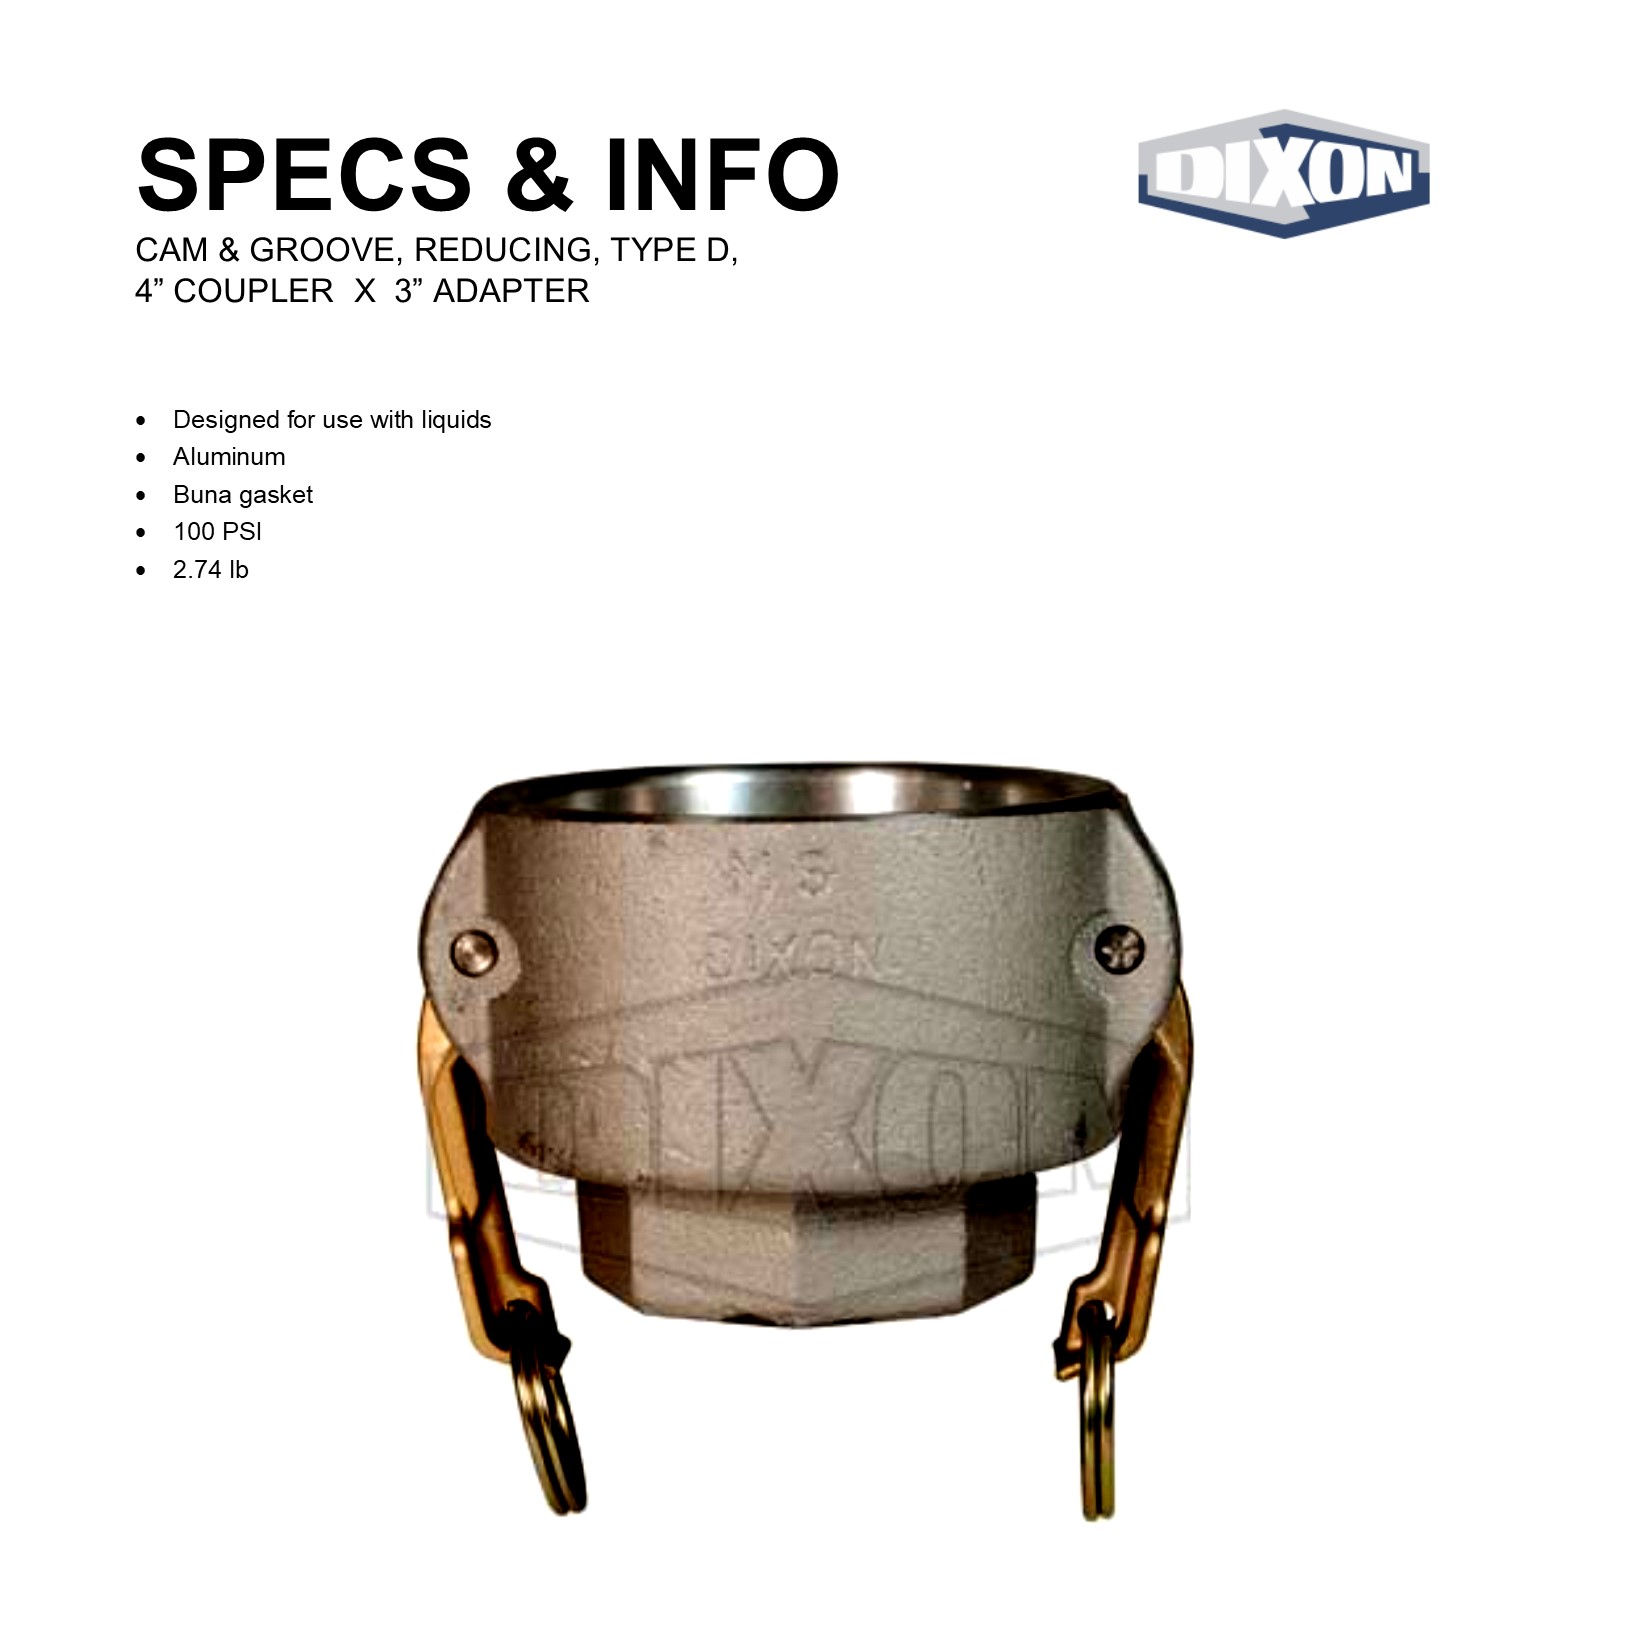 SPECS & INFO
DIXON
CAM & GROOVE, REDUCING, TYPE D,
4” COUPLER X 3” ADAPTER
• Designed for use with liquids
• Aluminum
• Buna gasket
• 100 PSI
• 2.74 lb
DIXON
DIXON